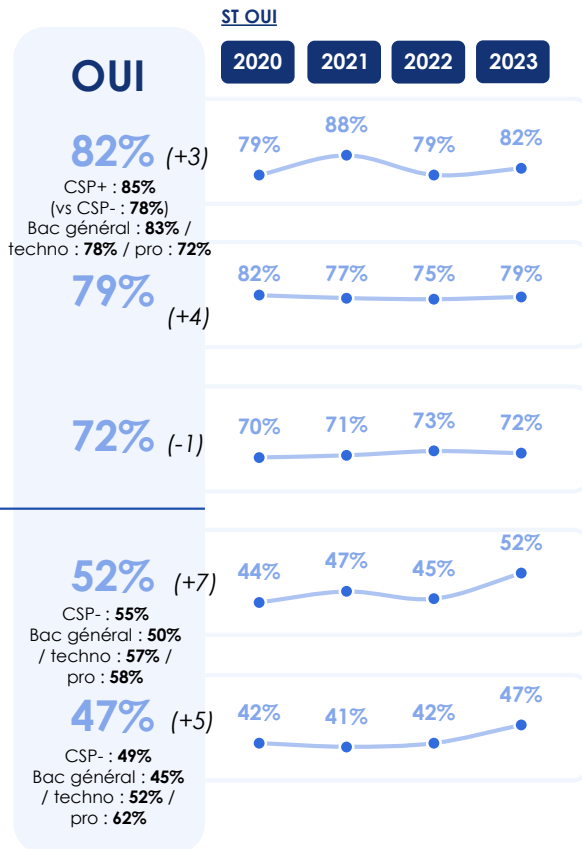 ST OUI
2020 2021 2022 2023
OUI
82% (+3)
CSP+ : 85%
(vs CSP- : 78%)
Bac général : 83% /
techno : 78% / pro : 72%
79% 88% 79% 82%
79% (+4)
82% 77% 75% 79%
72% (-1)
70% 71% 73% 72%
52% (+7)
CSP- : 55%
Bac général : 50%
/ techno : 57% /
pro : 58%
44% 47% 45% 52%
47% (+5)
CSP- : 49%
Bac général : 45%
/ techno : 52% /
pro : 62%
42% 41% 42% 47%